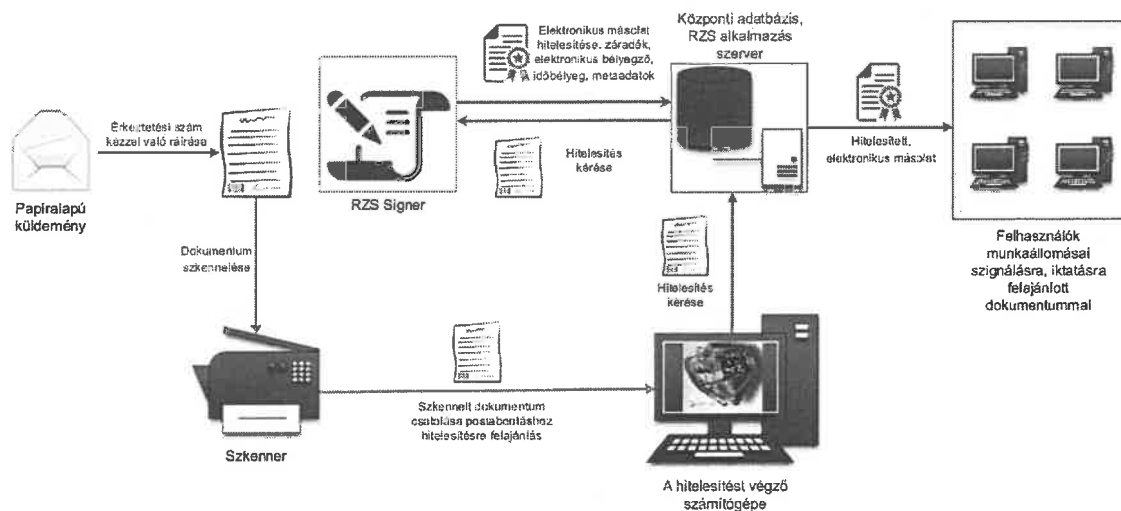 Papíralapú
küldemény
Érkeztetési szám
kézzel való ráírása
Dokumentum
szkennelése
Szkenner
Szkennelt dokumentum
csatolása postabontáshoz
hitelesítésre felajánlás
A hitelesítést végző
számítógépe
Hitelesítés
kérése
Központi adatbázis,
RZS alkalmazás
szerver
Hitelesítés
kérése
RZS Signer
Elektronikus másolat
hitelesítése, záradék,
elektronikus bélyegző,
időbélyeg, metaadatok
Hitelesített,
elektronikus másolat
Felhasználók
munkaállomásai
szignálásra, iktatásra
felajánlott
dokumentummal